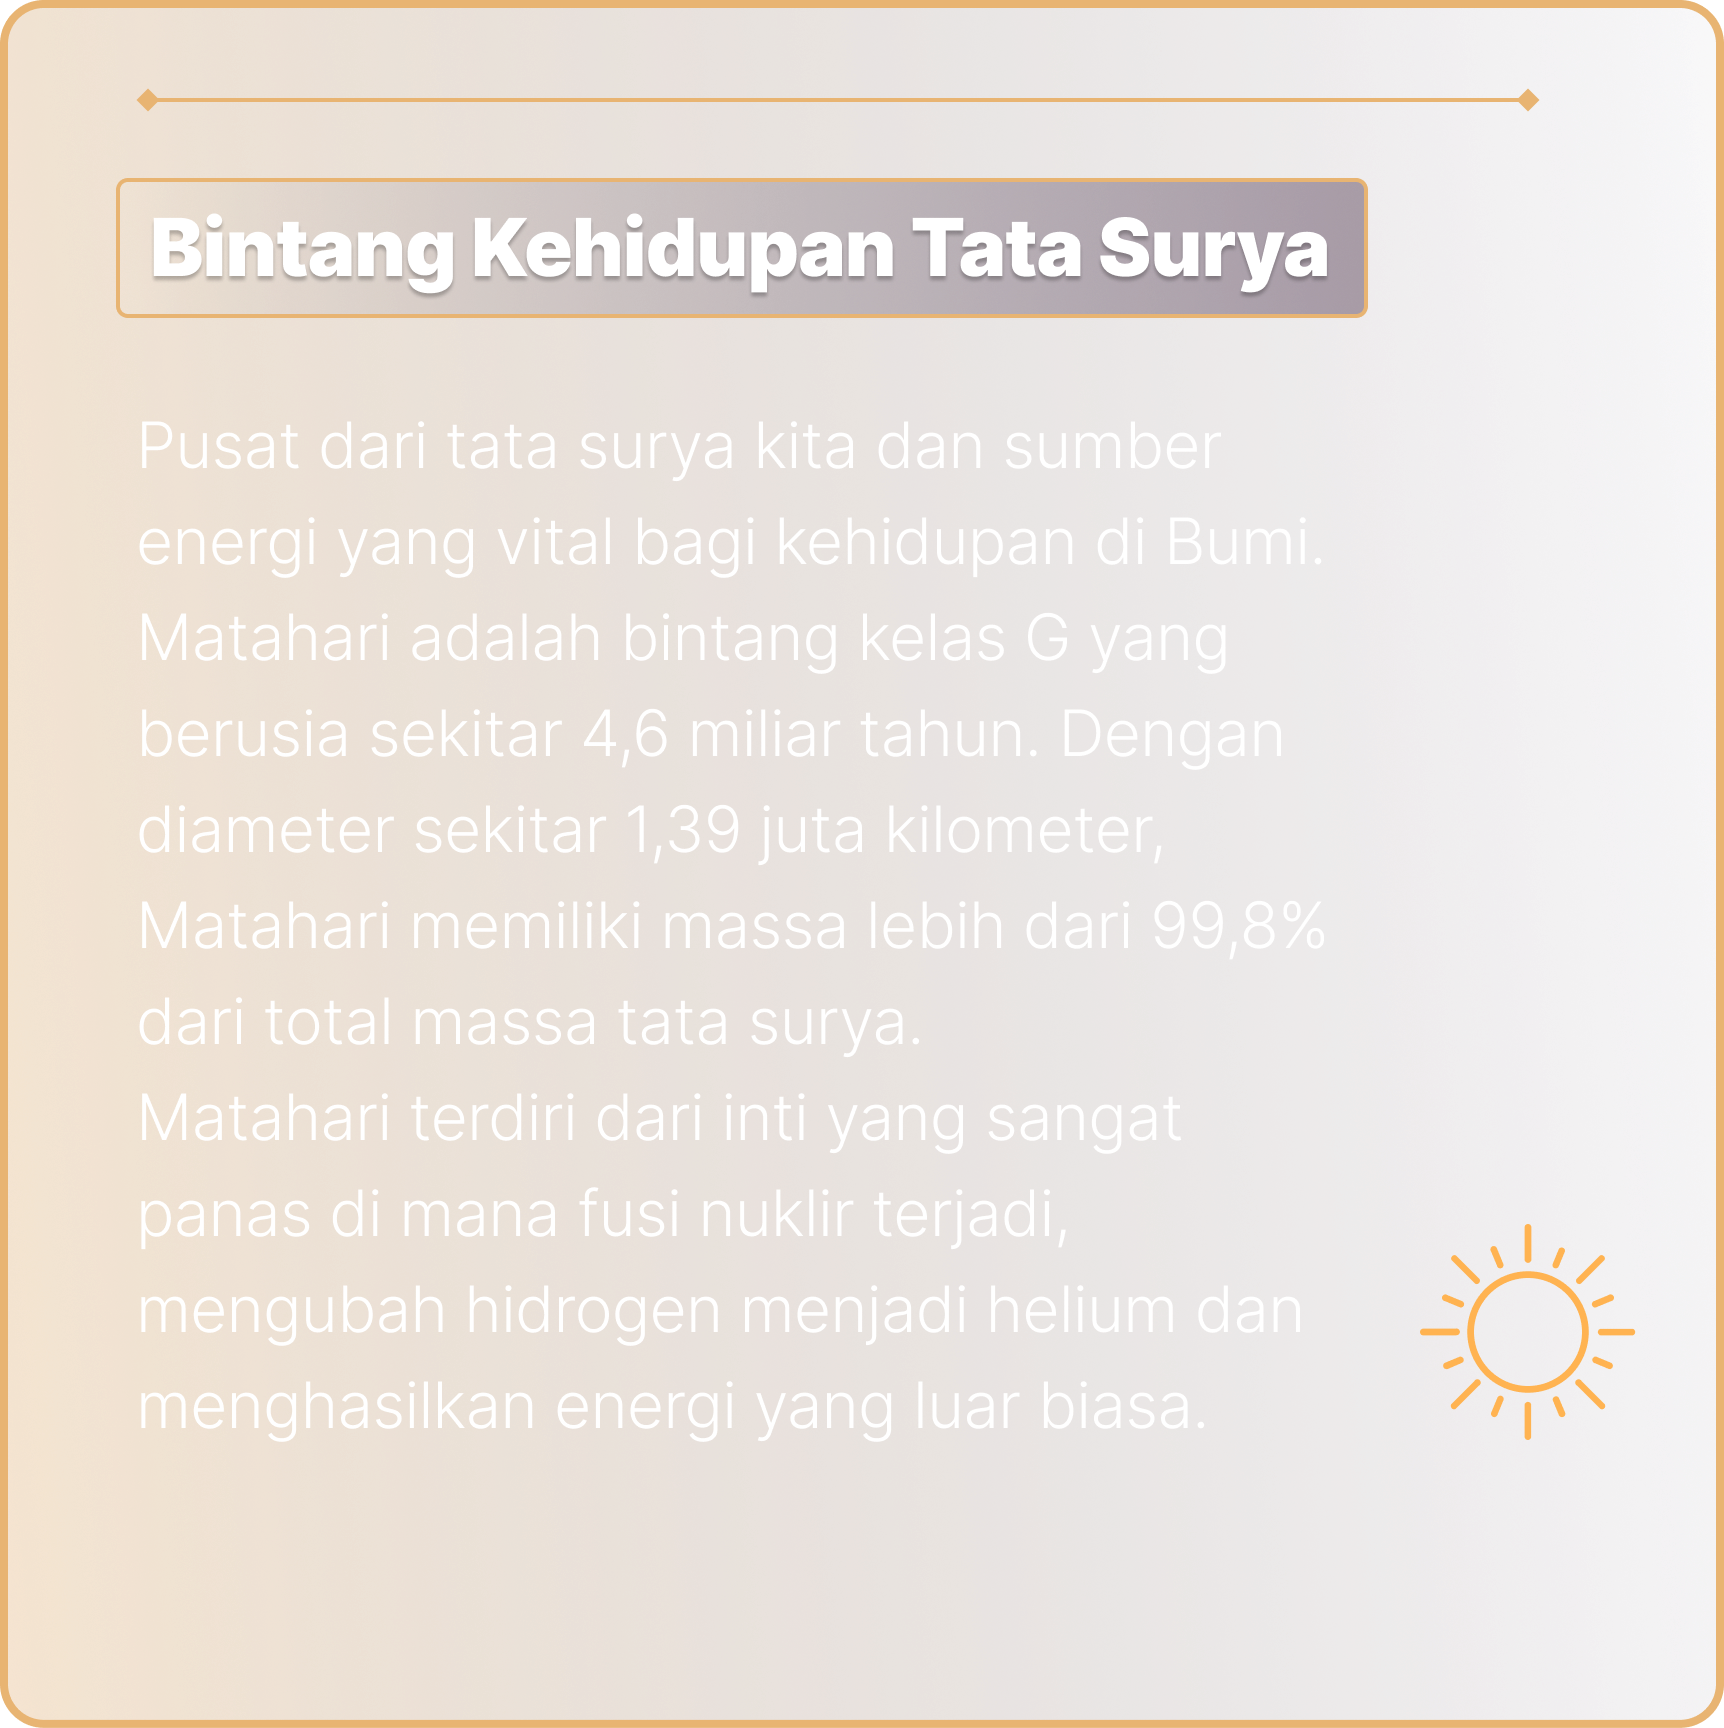 Bintang Kehidupan Tata Surya
Pusat dari tata surya kita dan sumber
energi yang vital bagi kehidupan di Bumi.
Matahari adalah bintang kelas G yang
berusia sekitar 4,6 miliar tahun. Dengan
diameter sekitar 1,39 juta kilometer,
Matahari memiliki massa lebih dari 99,8%
dari total massa tata surya.
Matahari terdiri dari inti yang sangat
panas di mana fusi nuklir terjadi,
mengubah hidrogen menjadi helium dan
menghasilkan energi yang luar biasa.